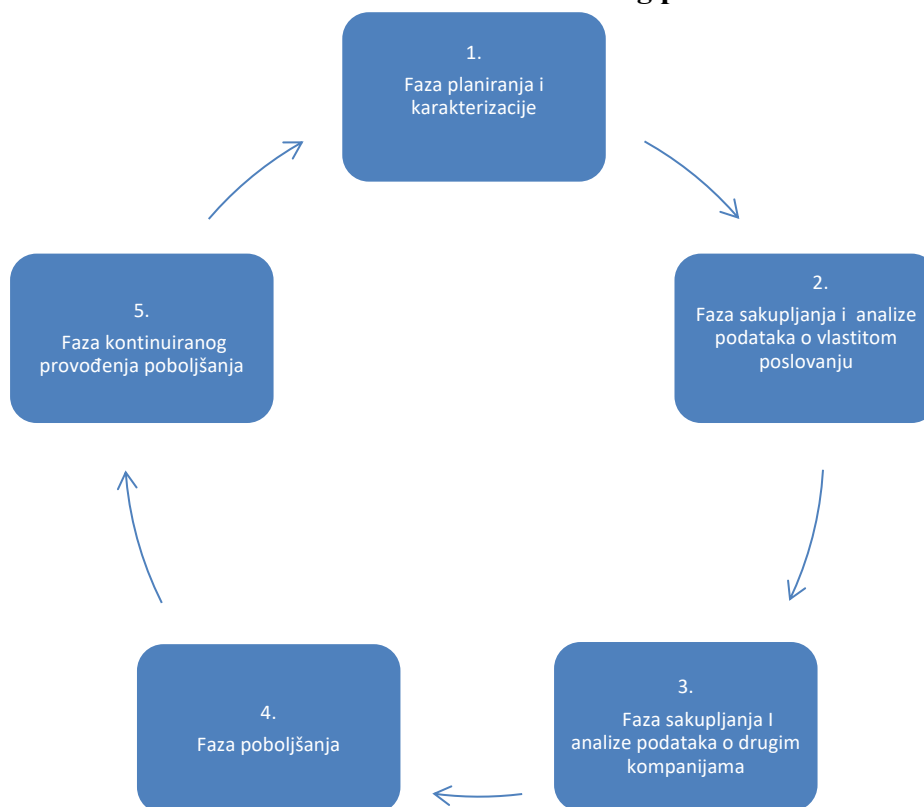 1.
Faza planiranja i
karakterizacije
2.
Faza sakupljanja i analize
podataka o vlastitom
poslovanju
3.
Faza sakupljanja I
analize podataka o drugim
kompanijama
4.
Faza poboljšanja
5.
Faza kontinuiranog
provođenja poboljšanja